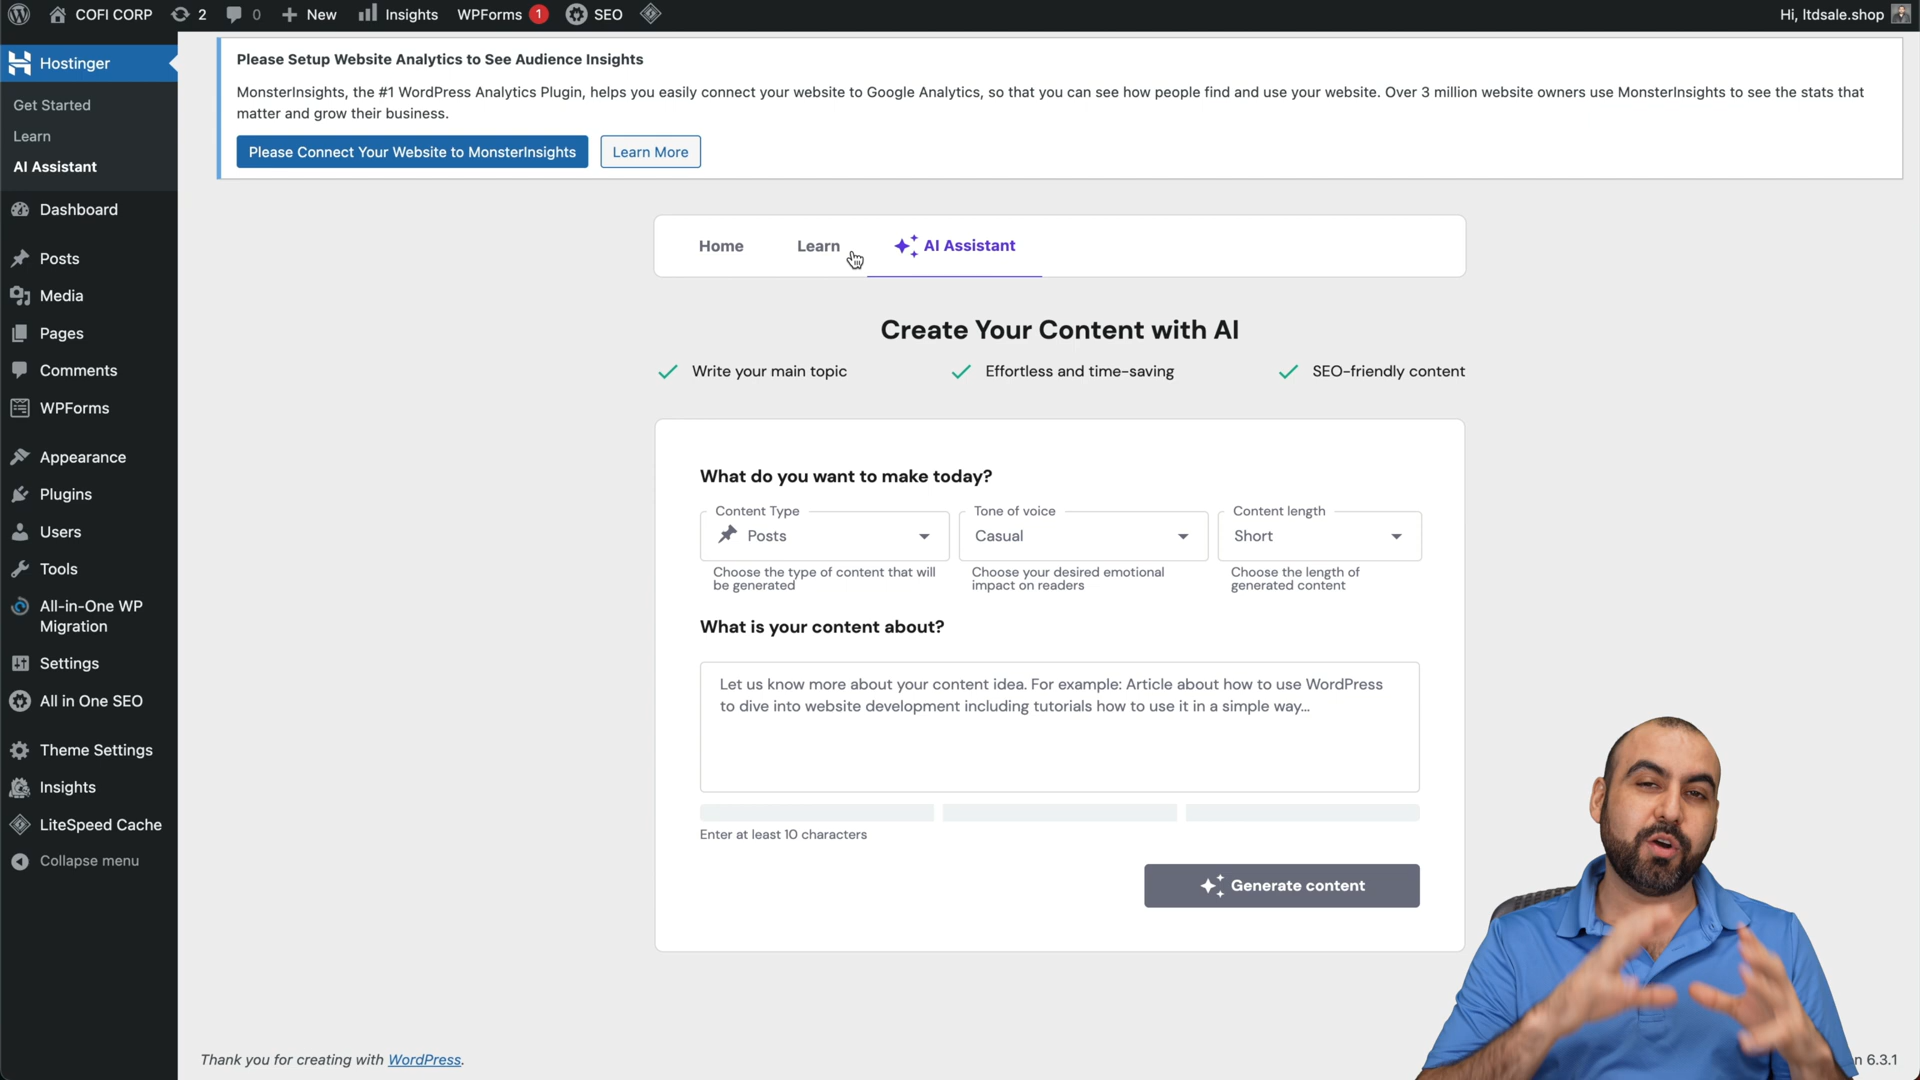 COFI CORP
2
0
New
Insights
WPForms
1
SEO
Hi, ltdsale.shop
Hostinger
Get Started
Learn
AI Assistant
Dashboard
Posts
Media
Pages
Comments
WPForms
Appearance
Plugins
Users
Tools
All-in-One WP
Migration
Settings
All in One SEO
Theme Settings
Insights
LiteSpeed Cache
Collapse menu
Please Setup Website Analytics to See Audience Insights
MonsterInsights, the #1 WordPress Analytics Plugin, helps you easily connect your website to Google Analytics, so that you can see how people find and use your website. Over 3 million website owners use MonsterInsights to see the stats that
matter and grow their business.
Please Connect Your Website to MonsterInsights
Learn More
Home
Learn
AI Assistant
Create Your Content with AI
Write your main topic
Effortless and time-saving
SEO-friendly content
What do you want to make today?
Content Type
Posts
Choose the type of content that will
be generated
Tone of voice
Casual
Choose your desired emotional
impact on readers
Content length
Short
Choose the length of
generated content
What is your content about?
Let us know more about your content idea. For example: Article about how to use WordPress
to dive into website development including tutorials how to use it in a simple way...
Enter at least 10 characters
Generate content
Thank you for creating with WordPress.
6.3.1